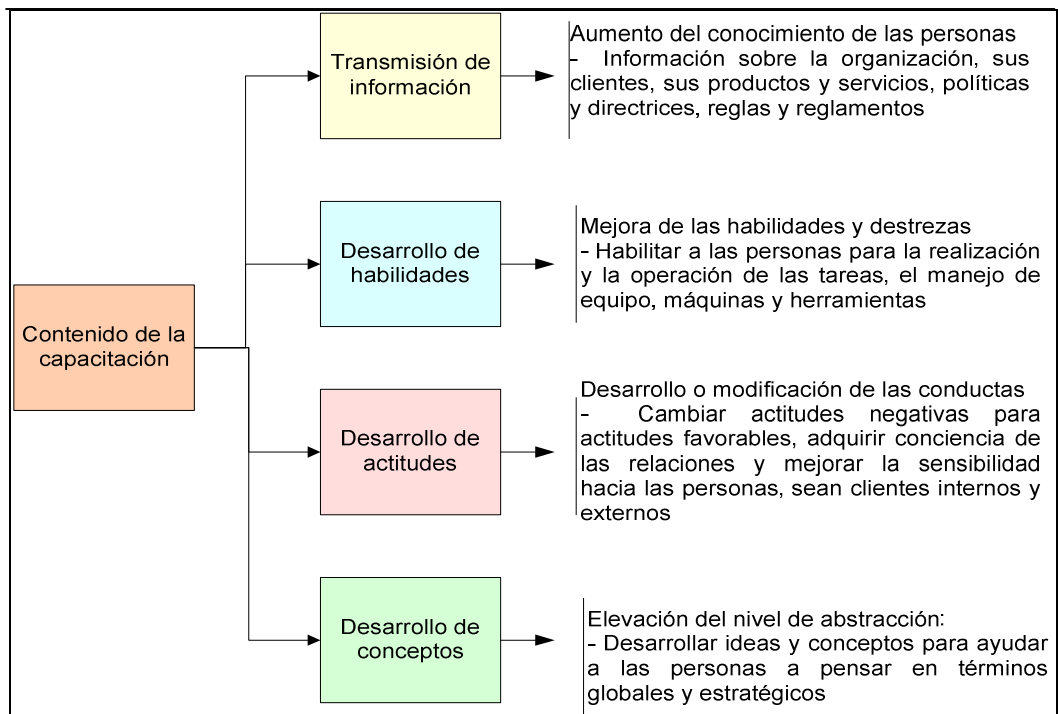 Contenido de la
capacitación
Transmisión de
información
Aumento del conocimiento de las personas
- Información sobre la organización, sus
clientes, sus productos y servicios, políticas
y directrices, reglas y reglamentos
Desarrollo de
habilidades
Mejora de las habilidades y destrezas
- Habilitar a las personas para la realización
y la operación de las tareas, el manejo de
equipo, máquinas y herramientas
Desarrollo de
actitudes
Desarrollo o modificación de las conductas
- Cambiar actitudes negativas para
actitudes favorables, adquirir conciencia de
las relaciones y mejorar la sensibilidad
hacia las personas, sean clientes internos y
externos
Desarrollo de
conceptos
Elevación del nivel de abstracción:
- Desarrollar ideas y conceptos para ayudar
a las personas a pensar en términos
globales y estratégicos